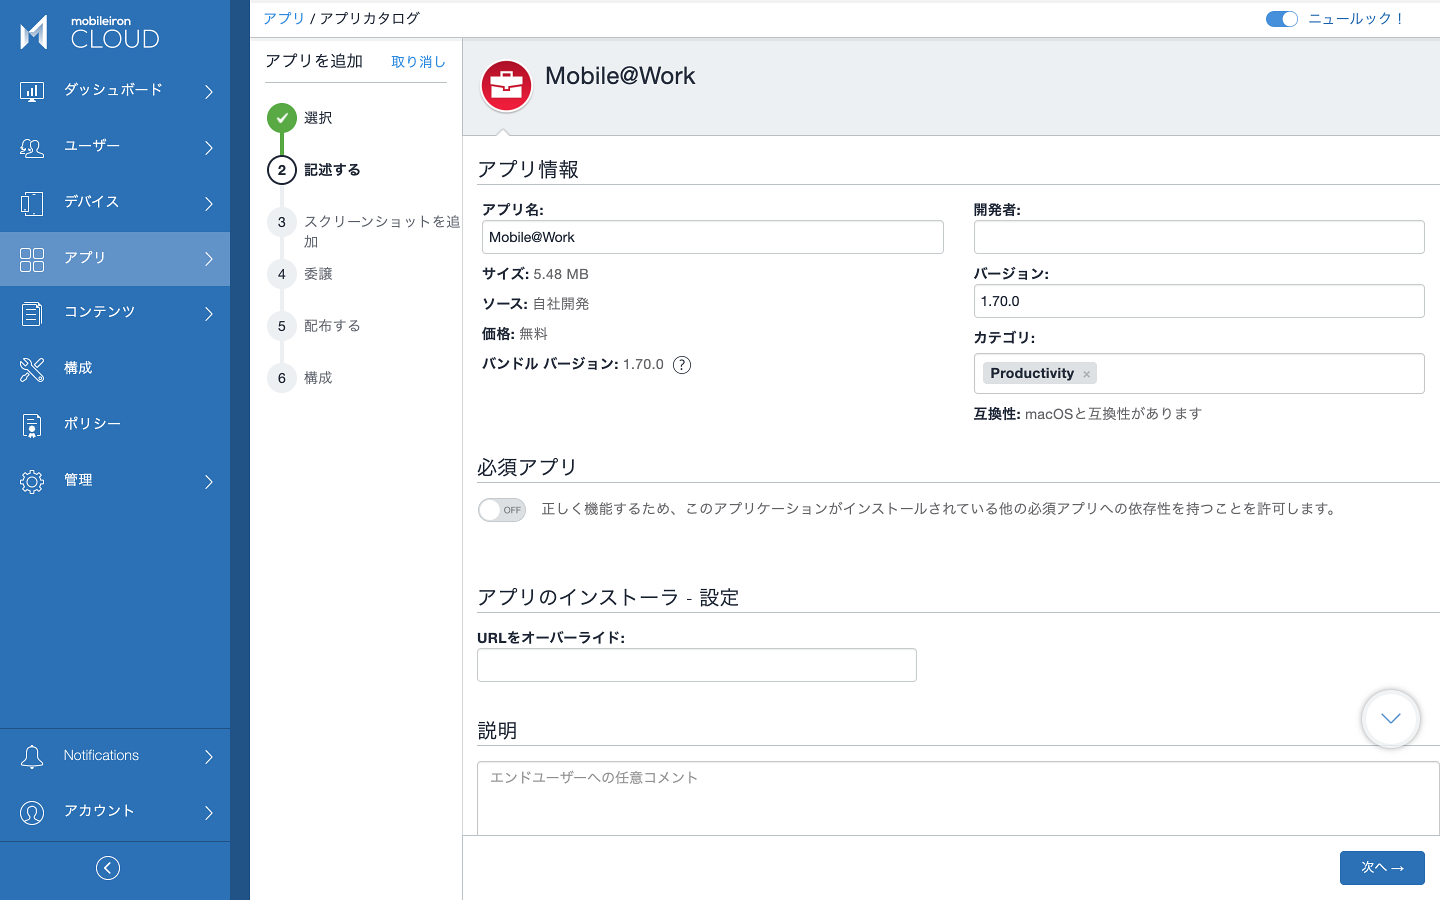 mobileiron
CLOUD
ダッシュボード
ユーザー
デバイス
アプリ
コンテンツ
構成
ポリシー
管理
Notifications
アカウント
アプリ / アプリカタログ
ニュールック！
アプリを追加 取り消し
選択
2 記述する
3 スクリーンショットを追
加
4 委譲
5 配布する
6 構成
Mobile@Work
アプリ情報
アプリ名:
Mobile@Work
サイズ: 5.48 MB
ソース: 自社開発
価格: 無料
バンドル バージョン: 1.70.0 ?
開発者:
バージョン:
1.70.0
カテゴリ:
Productivity ×
互換性: macOSと互換性があります
必須アプリ
OFF 正しく機能するため、このアプリケーションがインストールされている他の必須アプリへの依存性を持つことを許可します。
アプリのインストーラ - 設定
URLをオーバーライド:
説明
エンドユーザーへの任意コメント
次へ →